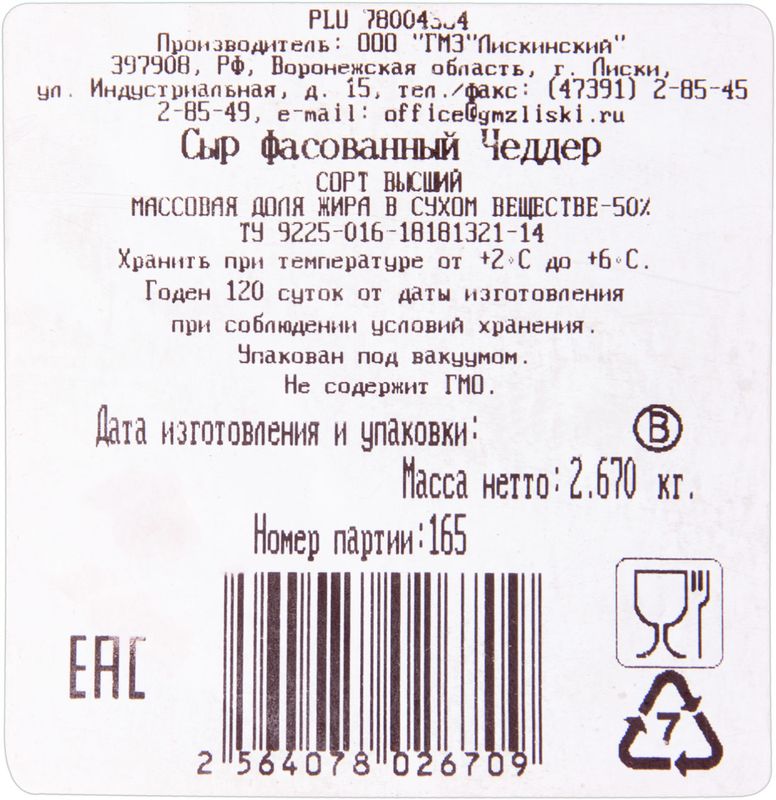 PLU
Производитель: ООО "ГМЗ"Лискинский"
397908, РФ, Воронежская область, г. Лиски,
ул. Индустриальная, д. 15, тел./факс: (47391) 2-85-45
2-85-49, e-mail: office@gmzliski.ru
Сыр фасованный Чеддер
СОРТ ВЫСШИЙ
МАССОВАЯ ДОЛЯ ЖИРА В СУХОМ ВЕЩЕСТВЕ-50%
ТУ 9225-016-18181321-14
Хранить при температуре от +2°С до +6°С.
Годен 120 суток от даты изготовления
при соблюдении условий хранения.
Упакован под вакуумом.
Не содержит ГМО.
Дата изготовления и упаковки: В
Масса нетто:2.670 кг.
Номер партии:165
EAC
7
2 564078 026709